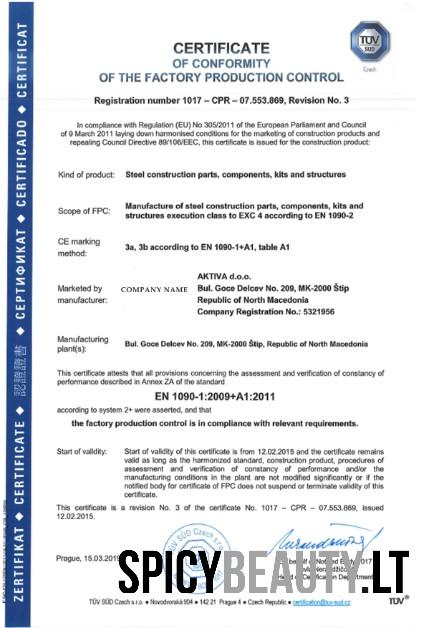 ZERTIFIKAT ◆ CERTIFICATE ◆ 認證證書 ◆ СЕРТИФИКАТ ◆ CERTIFICADO ◆ CERTIFICAT
TÜV
SÜD
Czech
CERTIFICATE
OF CONFORMITY
OF THE FACTORY PRODUCTION CONTROL
Registration number 1017 – CPR – 07.553.869, Revision No. 3
In compliance with Regulation (EU) No 305/2011 of the European Parliament and Council
of 9 March 2011 laying down harmonised conditions for the marketing of construction products and
repealing Council Directive 89/106/EEC, this certificate is issued for the construction product:
Kind of product: Steel construction parts, components, kits and structures
Scope of FPC: Manufacture of steel construction parts, components, kits and
structures execution class to EXC 4 according to EN 1090-2
CE marking
method: 3a, 3b according to EN 1090-1+A1, table A1
AKTIVA d.o.o.
Marketed by
manufacturer: COMPANY NAME Bul. Goce Delcev No. 209, MK-2000 Štip
Republic of North Macedonia
Company Registration No.: 5321956
Manufacturing
plant(s): Bul. Goce Delcev No. 209, MK-2000 Štip, Republic of North Macedonia
This certificate attests that all provisions concerning the assessment and verification of constancy of
performance described in Annex ZA of the standard
EN 1090-1:2009+A1:2011
according to system 2+ were asserted, and that
the factory production control is in compliance with relevant requirements.
Start of validity: Start of validity of this certificate is from 12.02.2015 and the certificate remains
valid as long as the harmonized standard, construction product, procedures of
assessment and verification of constancy of performance and/or the
manufacturing conditions in the plant are not modified significantly or if the
notified body for certificate of FPC does not suspend or terminate validity of this
certificate.
This certificate is a revision No. 3 of the certificate No. 1017 – CPR – 07.553.869, issued
12.02.2015.
Prague, 15.03.2019
SPICYBEAUTY.LT
TÜV SÜD Czech s.r.o. • Novodvorská 994 • 142 21 Prague 4 • Czech Republic • certification@tuv-sud.cz
TÜV®